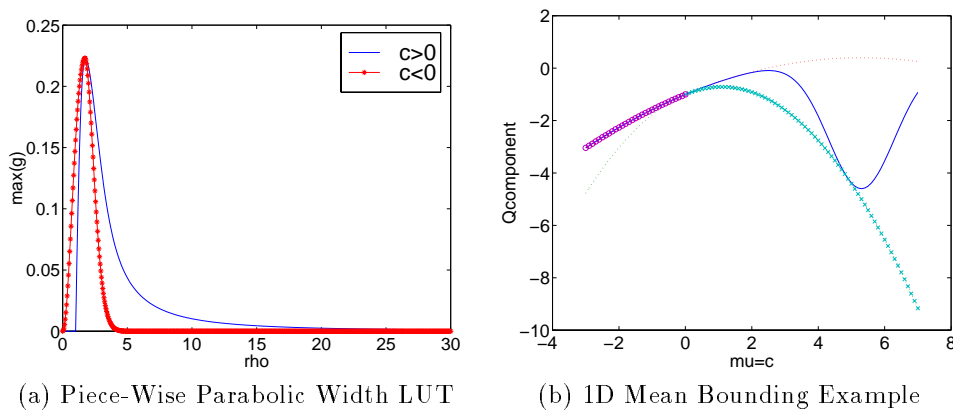 0.25
0.2
0.15
0.1
0.05
0
max(g)
c>0
c<0
0 5 10 15 20 25 30
rho
(a) Piece-Wise Parabolic Width LUT
2
0
−2
−4
−6
−8
−10
Qcomponent
−4 −2 0 2 4 6 8
mu=c
(b) 1D Mean Bounding Example